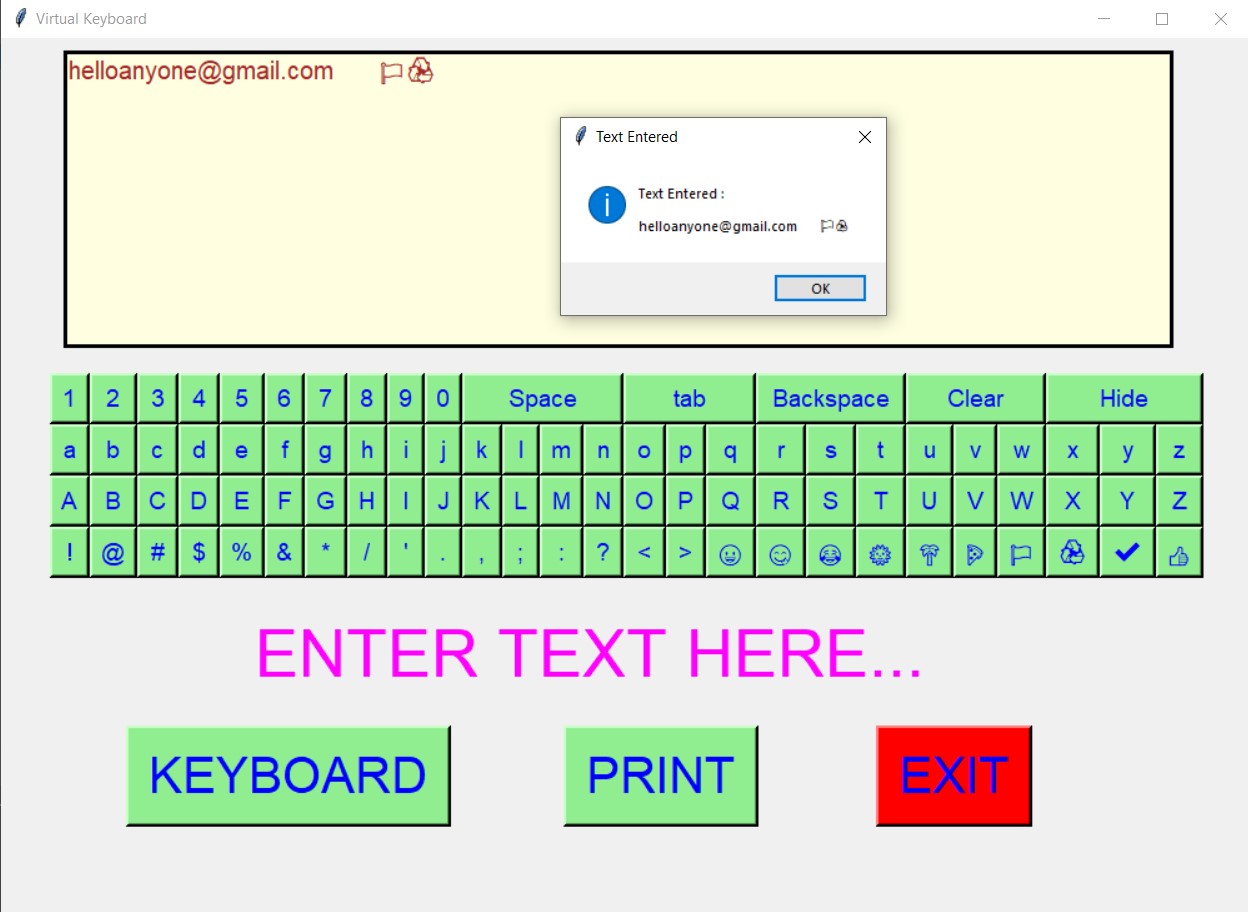 Virtual Keyboard
helloanyone@gmail.com 🏳♻
Text Entered
Text Entered :
helloanyone@gmail.com 🏳♻
OK
1 2 3 4 5 6 7 8 9 0 Space tab Backspace Clear Hide
a b c d e f g h i j k l m n o p q r s t u v w x y z
A B C D E F G H I J K L M N O P Q R S T U V W X Y Z
! @ # $ % & * / ' . , ; : ? < > 😀 😊 😷 🌞 🌴 🍕 🏳 ♻ ✔ 👍
ENTER TEXT HERE...
KEYBOARD PRINT EXIT